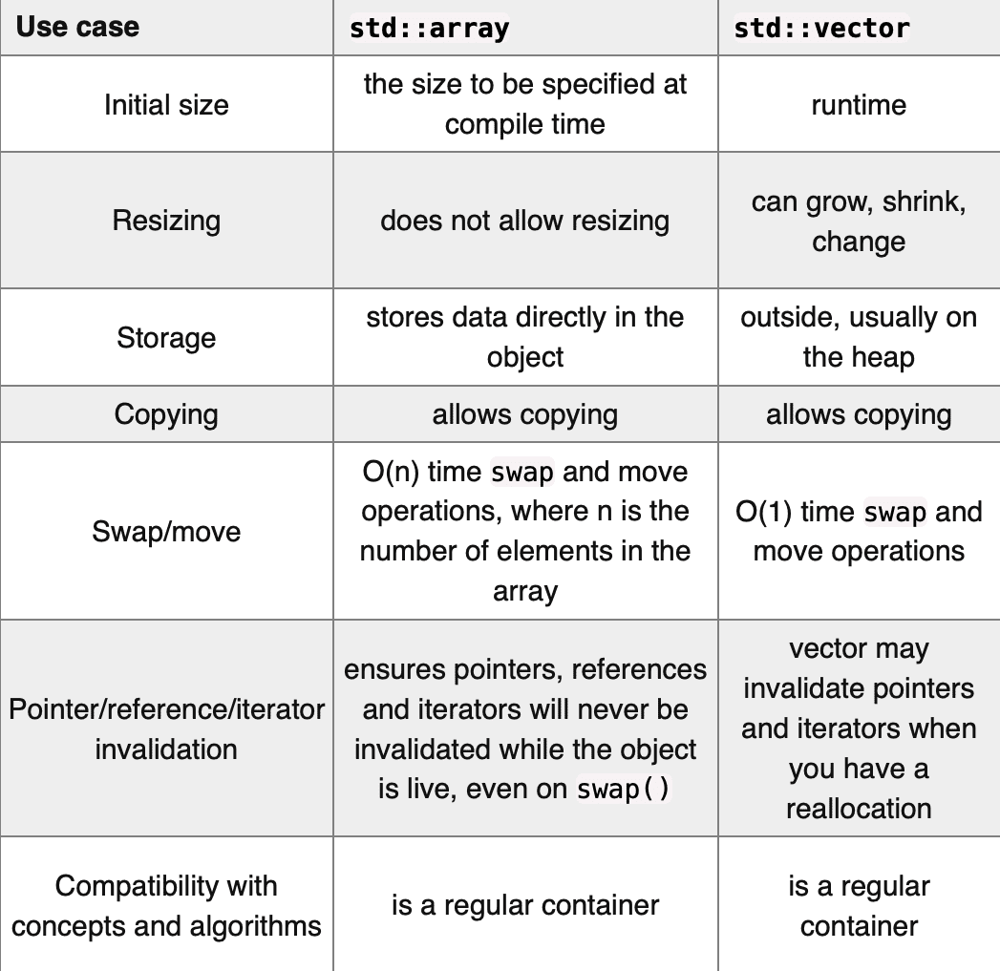 Use case
std::array
std::vector
Initial size
the size to be specified at
compile time
runtime
Resizing
does not allow resizing
can grow, shrink,
change
Storage
stores data directly in the
object
outside, usually on
the heap
Copying
allows copying
allows copying
Swap/move
O(n) time swap and move
operations, where n is the
number of elements in the
array
O(1) time swap and
move operations
Pointer/reference/iterator
invalidation
ensures pointers, references
and iterators will never be
invalidated while the object
is live, even on swap()
vector may
invalidate pointers
and iterators when
you have a
reallocation
Compatibility with
concepts and algorithms
is a regular container
is a regular
container